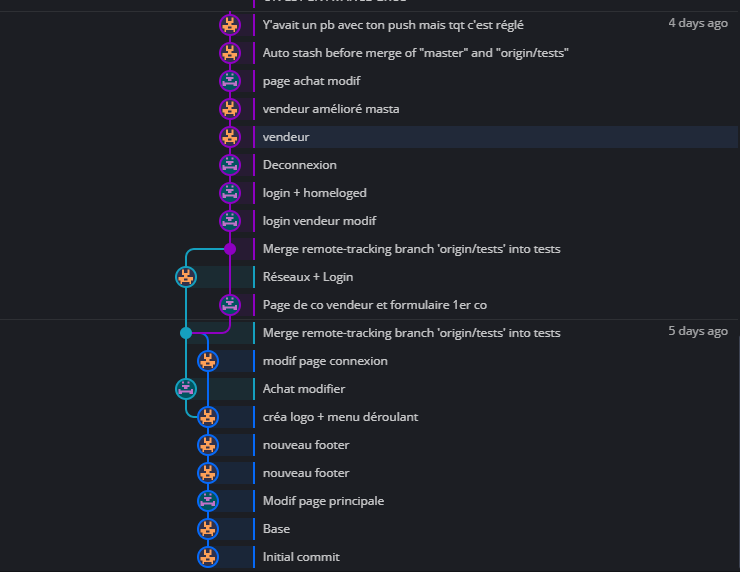 Y'avait un pb avec ton push mais tqt c'est réglé
4 days ago
Auto stash before merge of "master" and "origin/tests"
page achat modif
vendeur amélioré masta
vendeur
Deconnexion
login + homeloged
login vendeur modif
Merge remote-tracking branch 'origin/tests' into tests
Réseaux + Login
Page de co vendeur et formulaire 1er co
Merge remote-tracking branch 'origin/tests' into tests
5 days ago
modif page connexion
Achat modifier
créa logo + menu déroulant
nouveau footer
nouveau footer
Modif page principale
Base
Initial commit